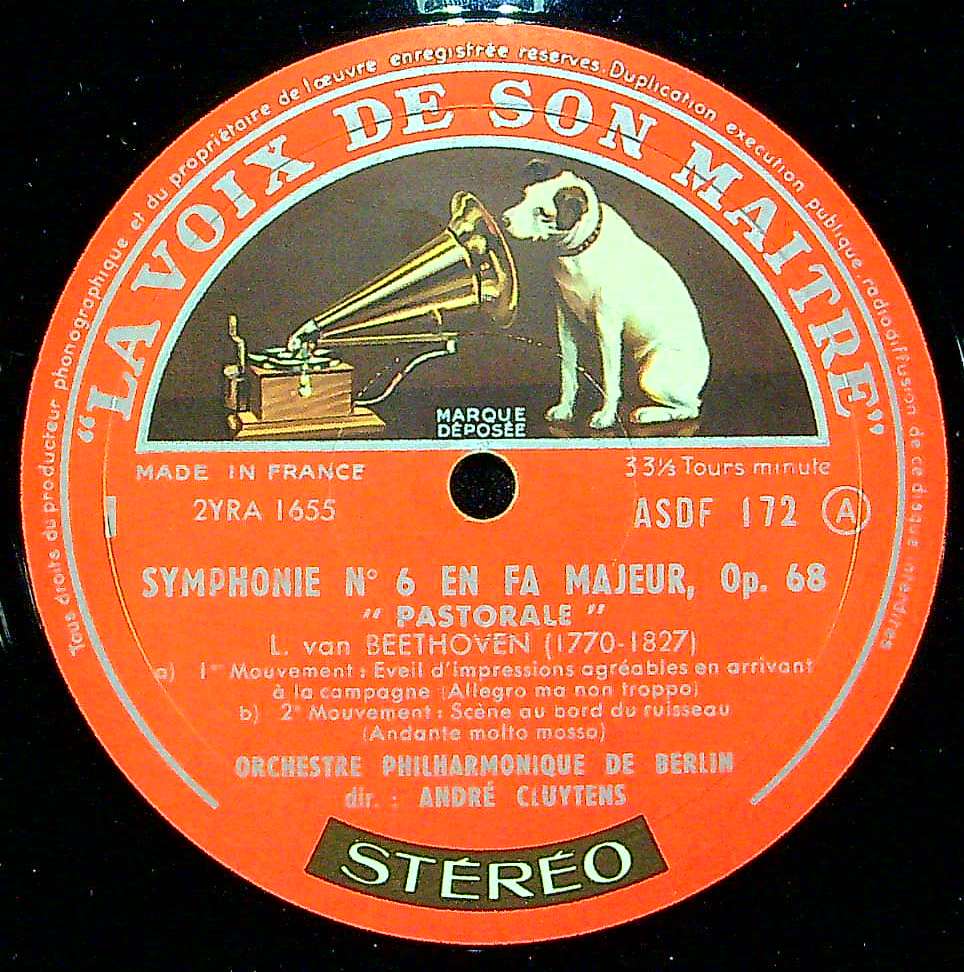 Tous droits du producteur phonographique et du propriétaire de l'œuvre enregistrée réservés. Duplication exécution publique radiodiffusion de ce disque interdites
"LA VOIX DE SON MAITRE"
MARQUE
DÉPOSÉE
MADE IN FRANCE
33⅓ Tours minute
2YRA 1655
ASDF 172 A
SYMPHONIE N° 6 EN FA MAJEUR, Op. 68
" PASTORALE "
L. van BEETHOVEN (1770-1827)
a) 1er Mouvement : Eveil d'impressions agréables en arrivant
à la campagne (Allegro ma non troppo)
b) 2e Mouvement : Scène au bord du ruisseau
(Andante molto mosso)
ORCHESTRE PHILHARMONIQUE DE BERLIN
dir. : ANDRÉ CLUYTENS
STÉRÉO